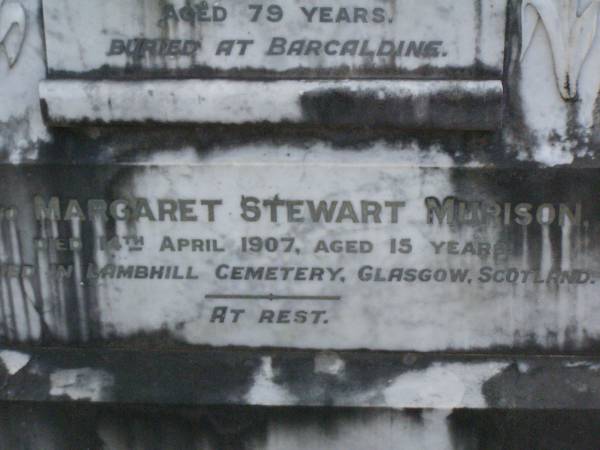 AGED 79 YEARS.
BURIED AT BARCALDINE.
MARGARET STEWART MURISON,
DIED 14TH APRIL 1907, AGED 15 YEARS
IN LAMBHILL CEMETERY, GLASGOW, SCOTLAND.
AT REST.